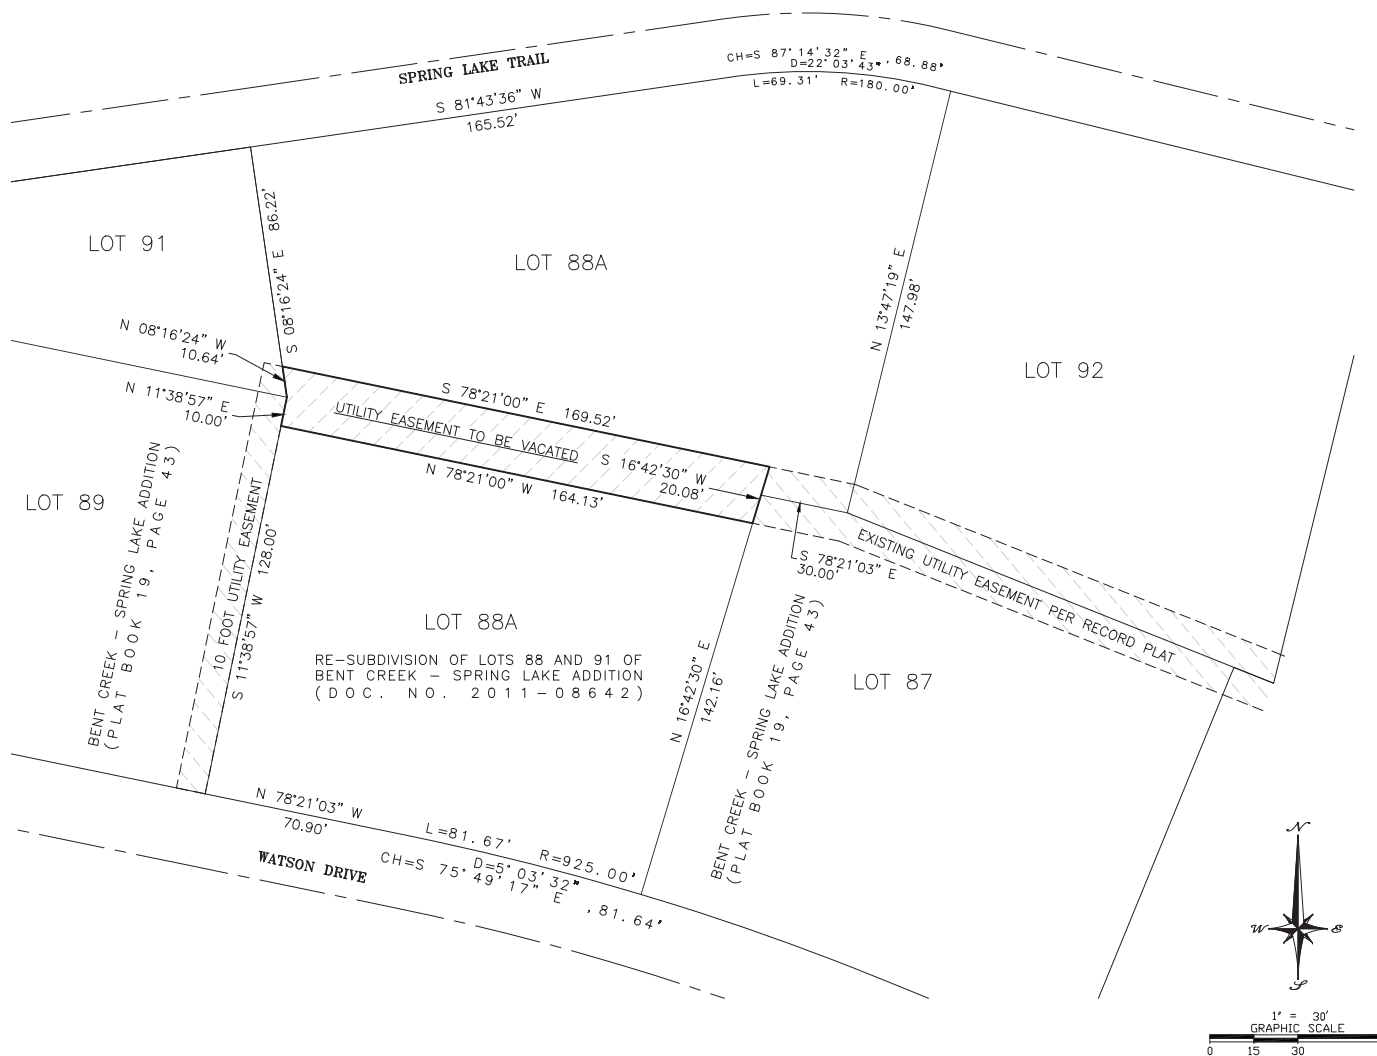 SPRING LAKE TRAIL
CH=S 87°14'32" E , 68.88'
D=22°03'43"
L=69.31' R=180.00'
S 81°43'36" W
165.52'
S 08°16'24" E 86.22'
LOT 91
LOT 88A
N 13°47'19" E
147.98'
LOT 92
N 08°16'24" W
10.64'
N 11°38'57" E
10.00'
S 78°21'00" E 169.52'
UTILITY EASEMENT TO BE VACATED
S 16°42'30" W
20.08'
N 78°21'00" W 164.13'
LOT 89
BENT CREEK – SPRING LAKE ADDITION
(PLAT BOOK 19, PAGE 43)
10 FOOT UTILITY EASEMENT
S 11°38'57" W 128.00'
EXISTING UTILITY EASEMENT PER RECORD PLAT
S 78°21'03" E
30.00'
LOT 88A
RE–SUBDIVISION OF LOTS 88 AND 91 OF
BENT CREEK – SPRING LAKE ADDITION
(DOC. NO. 2011–08642)
N 16°42'30" E
142.16'
BENT CREEK – SPRING LAKE ADDITION
(PLAT BOOK 19, PAGE 43)
LOT 87
N 78°21'03" W
70.90'
L=81.67' R=925.00'
D=5°03'32"
CH=S 75°49'17" E , 81.64'
WATSON DRIVE
N
W E
S
1" = 30'
GRAPHIC SCALE
0 15 30